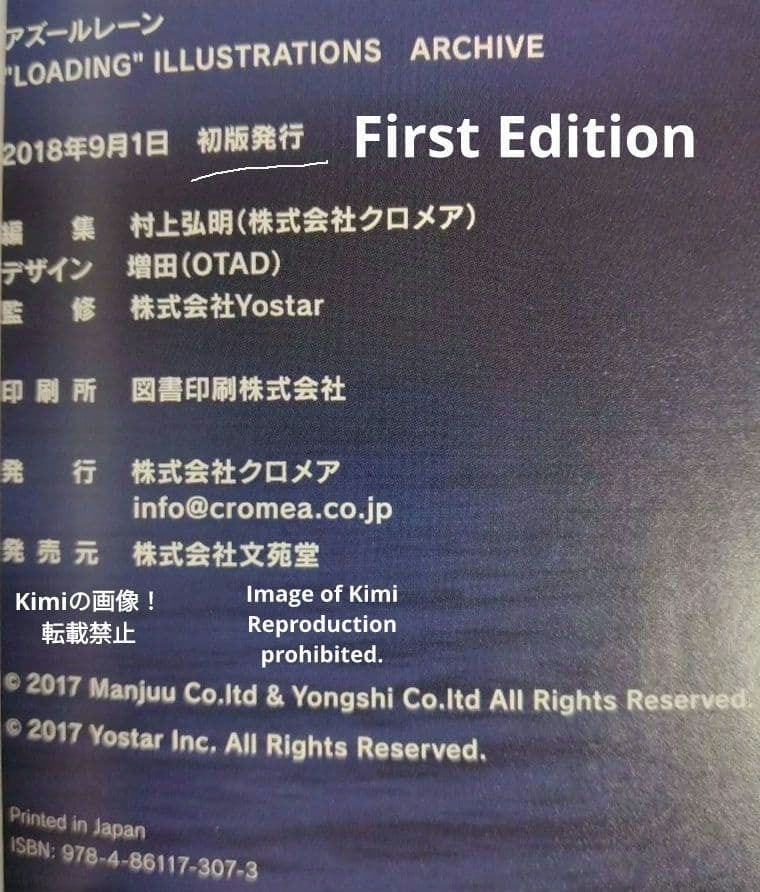 アズールレーン
"LOADING" ILLUSTRATIONS ARCHIVE
2018年9月1日 初版発行 First Edition
編 集 村上弘明(株式会社クロメア)
デザイン 増田(OTAD)
監 修 株式会社Yostar
印 刷 所 図書印刷株式会社
発 行 株式会社クロメア
info@cromea.co.jp
発 売 元 株式会社文苑堂
Kimiの画像!
転載禁止
Image of Kimi
Reproduction
prohibited.
© 2017 Manjuu Co.ltd & Yongshi Co.ltd All Rights Reserved.
© 2017 Yostar Inc. All Rights Reserved.
Printed in Japan
ISBN: 978-4-86117-307-3